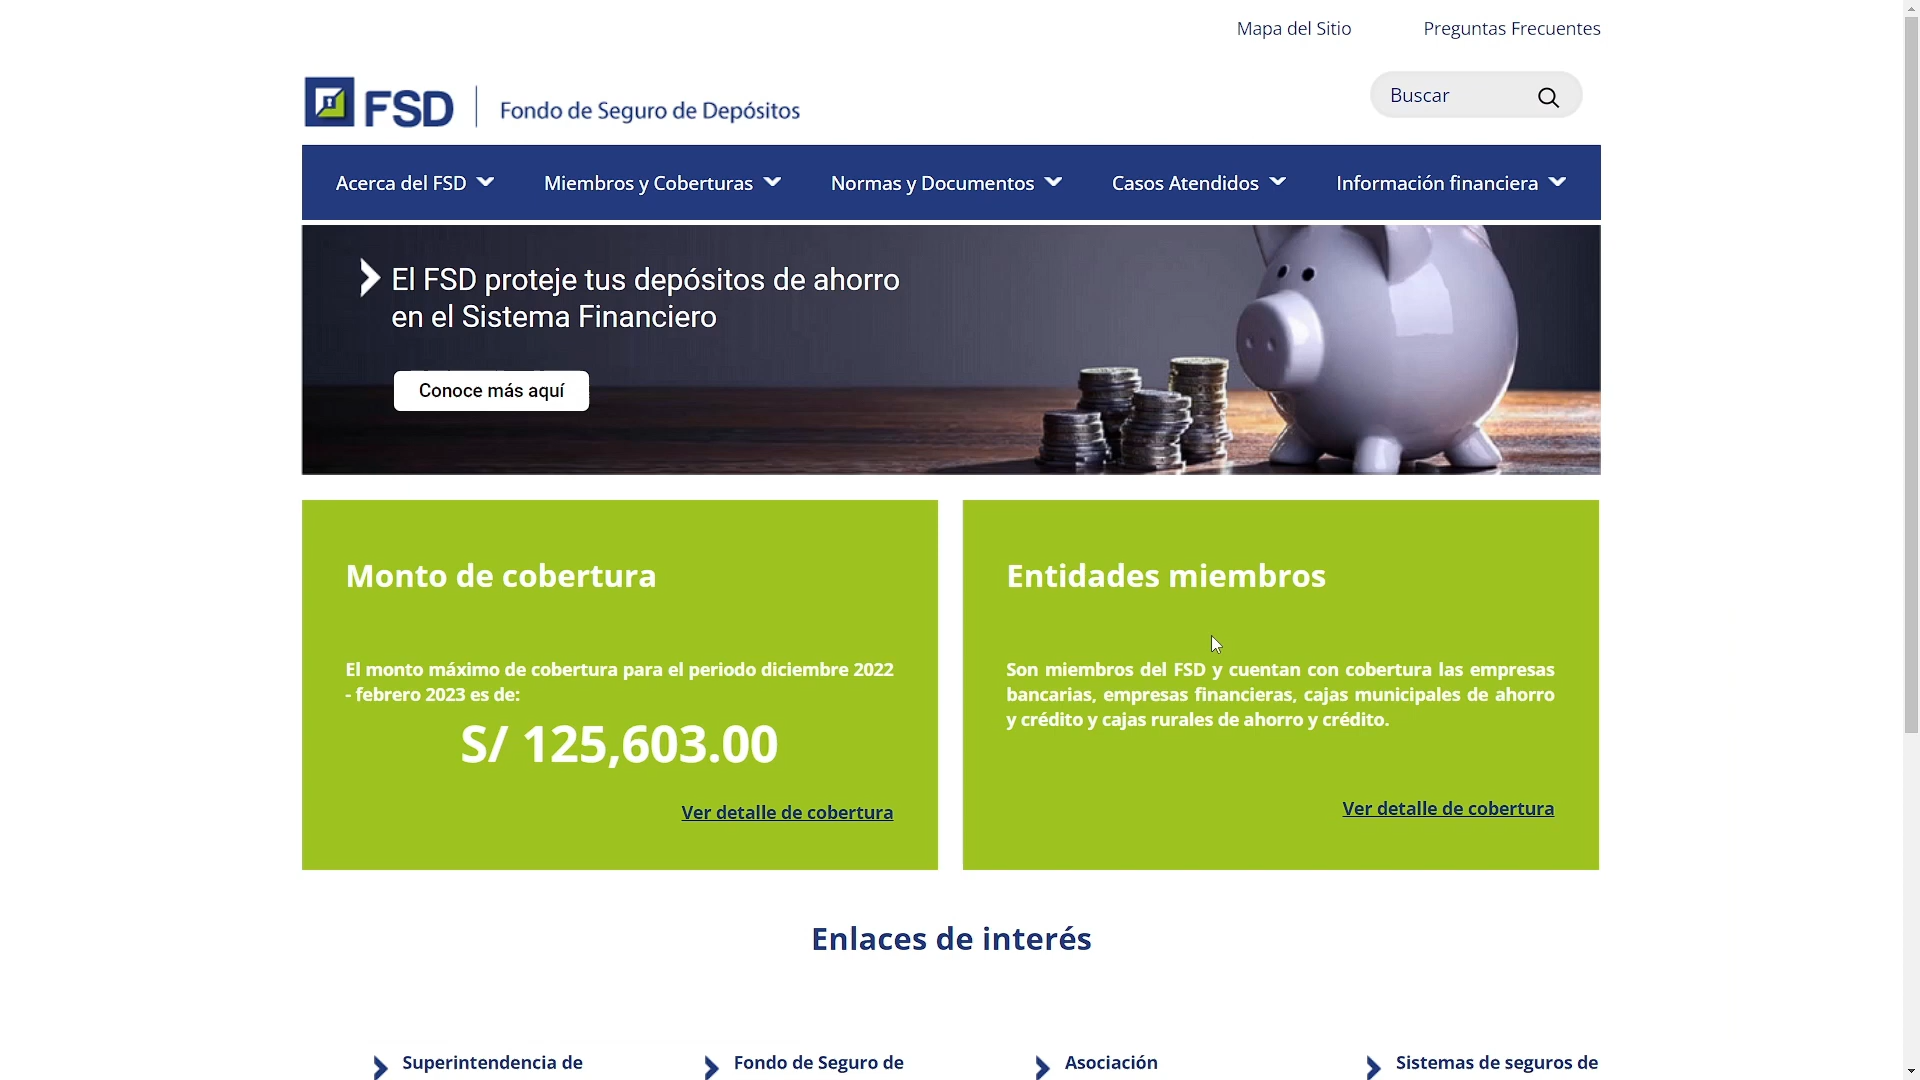 Mapa del Sitio
Preguntas Frecuentes
FSD
Fondo de Seguro de Depósitos
Buscar
Acerca del FSD
Miembros y Coberturas
Normas y Documentos
Casos Atendidos
Información financiera
El FSD proteje tus depósitos de ahorro
en el Sistema Financiero
Conoce más aquí
Monto de cobertura
El monto máximo de cobertura para el periodo diciembre 2022
- febrero 2023 es de:
S/ 125,603.00
Ver detalle de cobertura
Entidades miembros
Son miembros del FSD y cuentan con cobertura las empresas
bancarias, empresas financieras, cajas municipales de ahorro
y crédito y cajas rurales de ahorro y crédito.
Ver detalle de cobertura
Enlaces de interés
Superintendencia de
Fondo de Seguro de
Asociación
Sistemas de seguros de